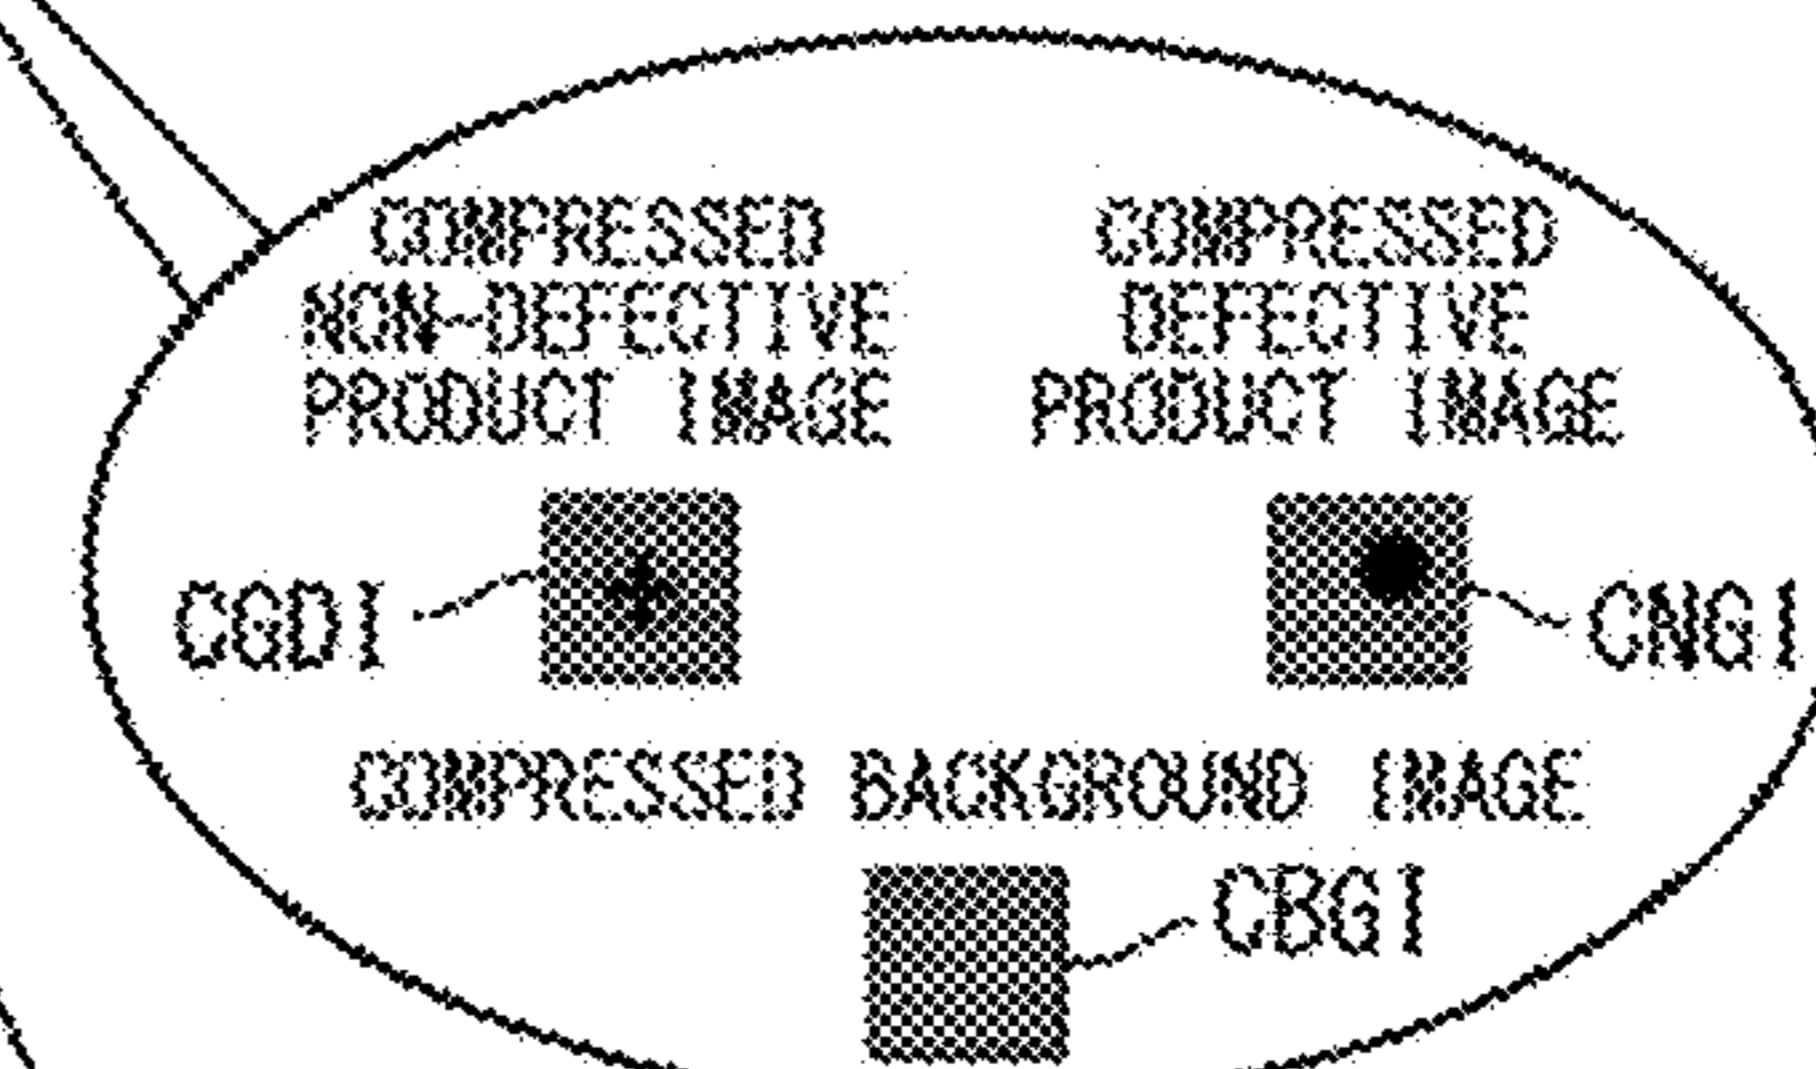 COMPRESSED
NON-DEFECTIVE
PRODUCT IMAGE
COMPRESSED
DEFECTIVE
PRODUCT IMAGE
CGDI
CNGI
COMPRESSED BACKGROUND IMAGE
CBGI